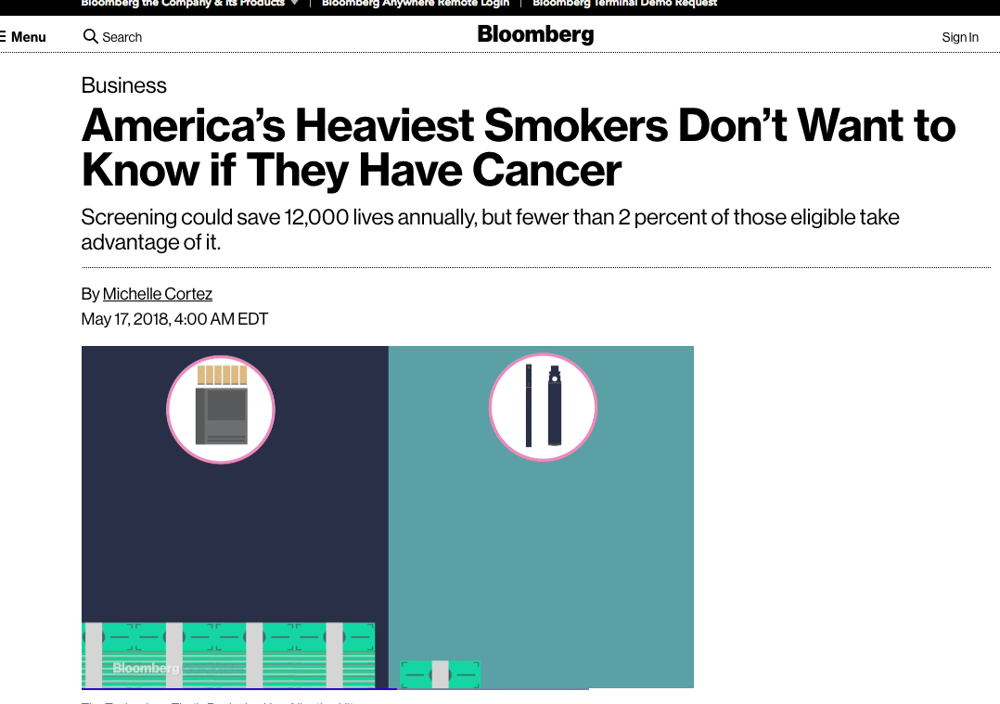 Bloomberg the Company & Its Products
Bloomberg Anywhere Remote Login
Bloomberg Terminal Demo Request
Menu
Search
Bloomberg
Sign In
Business
America's Heaviest Smokers Don't Want to
Know if They Have Cancer
Screening could save 12,000 lives annually, but fewer than 2 percent of those eligible take
advantage of it.
By Michelle Cortez
May 17, 2018, 4:00 AM EDT
Bloomberg